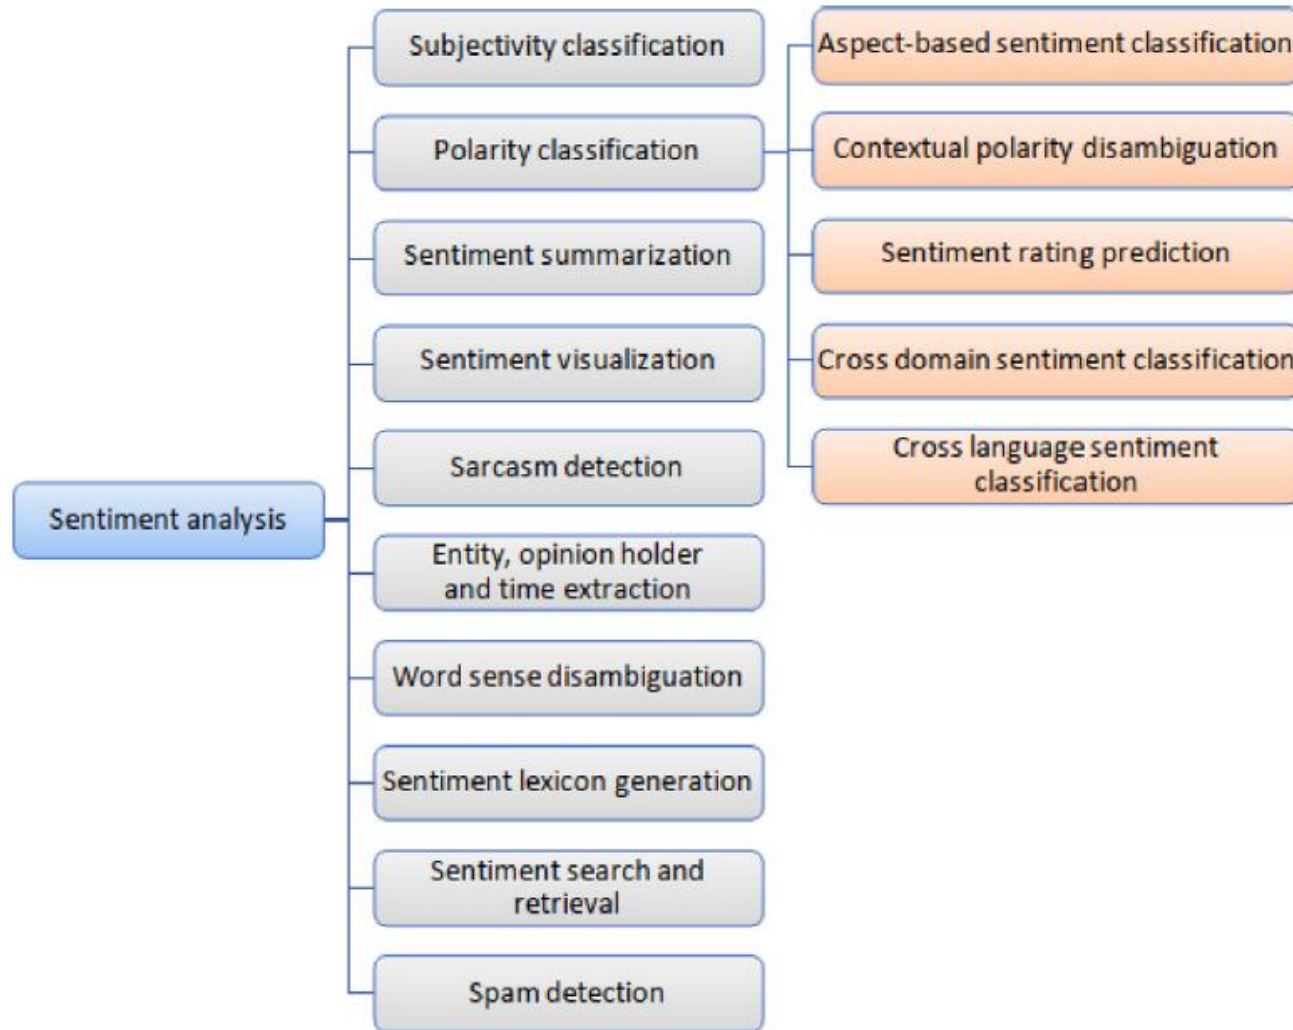 Sentiment analysis
Subjectivity classification
Polarity classification
Sentiment summarization
Sentiment visualization
Sarcasm detection
Entity, opinion holder
and time extraction
Word sense disambiguation
Sentiment lexicon generation
Sentiment search and
retrieval
Spam detection
Aspect-based sentiment classification
Contextual polarity disambiguation
Sentiment rating prediction
Cross domain sentiment classification
Cross language sentiment
classification